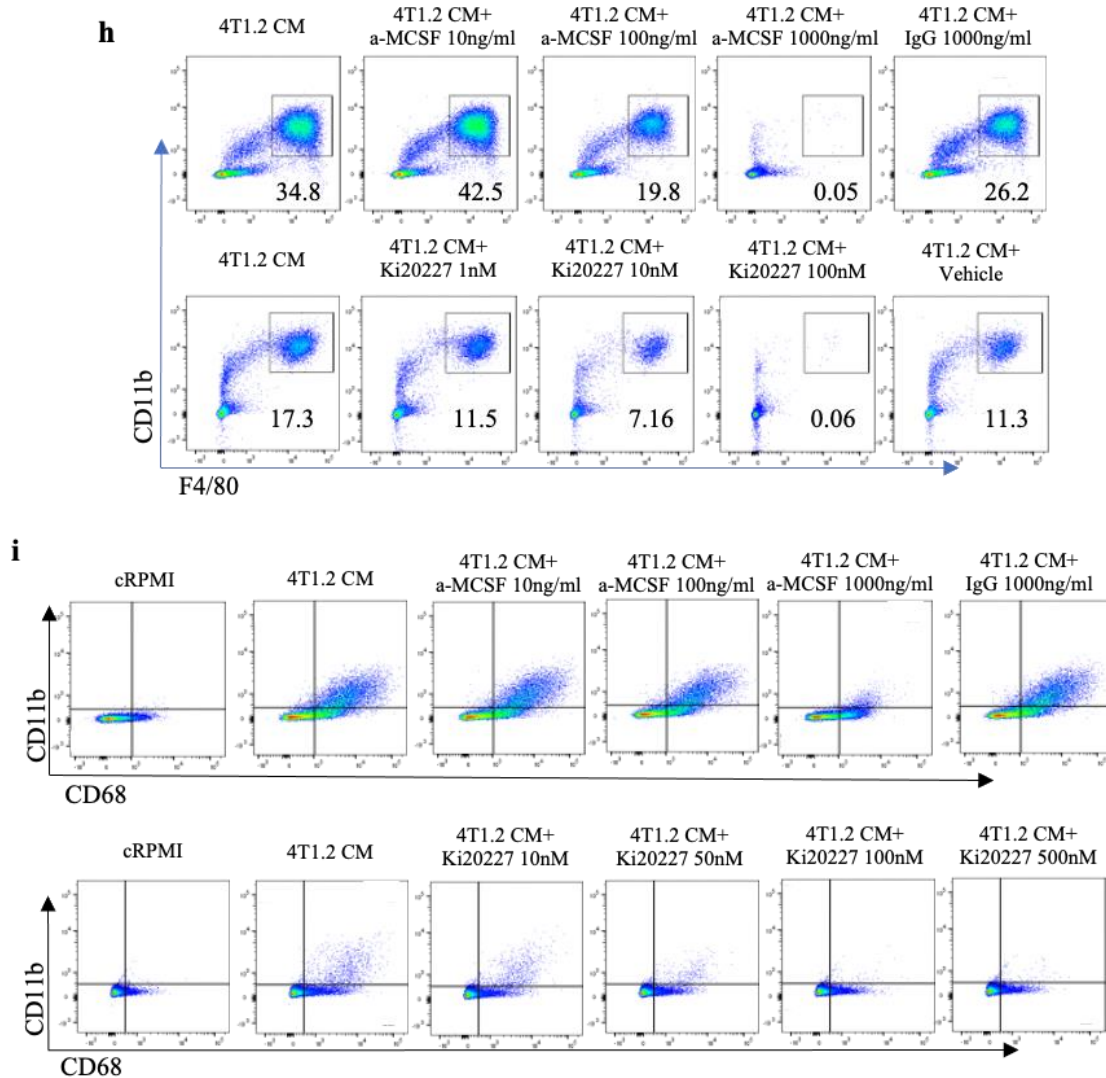 h
4T1.2 CM
4T1.2 CM+
a-MCSF 10ng/ml
4T1.2 CM+
a-MCSF 100ng/ml
4T1.2 CM+
a-MCSF 1000ng/ml
4T1.2 CM+
IgG 1000ng/ml
34.8
42.5
19.8
0.05
26.2
4T1.2 CM
4T1.2 CM+
Ki20227 1nM
4T1.2 CM+
Ki20227 10nM
4T1.2 CM+
Ki20227 100nM
4T1.2 CM+
Vehicle
17.3
11.5
7.16
0.06
11.3
CD11b
F4/80
i
cRPMI
4T1.2 CM
4T1.2 CM+
a-MCSF 10ng/ml
4T1.2 CM+
a-MCSF 100ng/ml
4T1.2 CM+
a-MCSF 1000ng/ml
4T1.2 CM+
IgG 1000ng/ml
CD11b
CD68
cRPMI
4T1.2 CM
4T1.2 CM+
Ki20227 10nM
4T1.2 CM+
Ki20227 50nM
4T1.2 CM+
Ki20227 100nM
4T1.2 CM+
Ki20227 500nM
CD11b
CD68